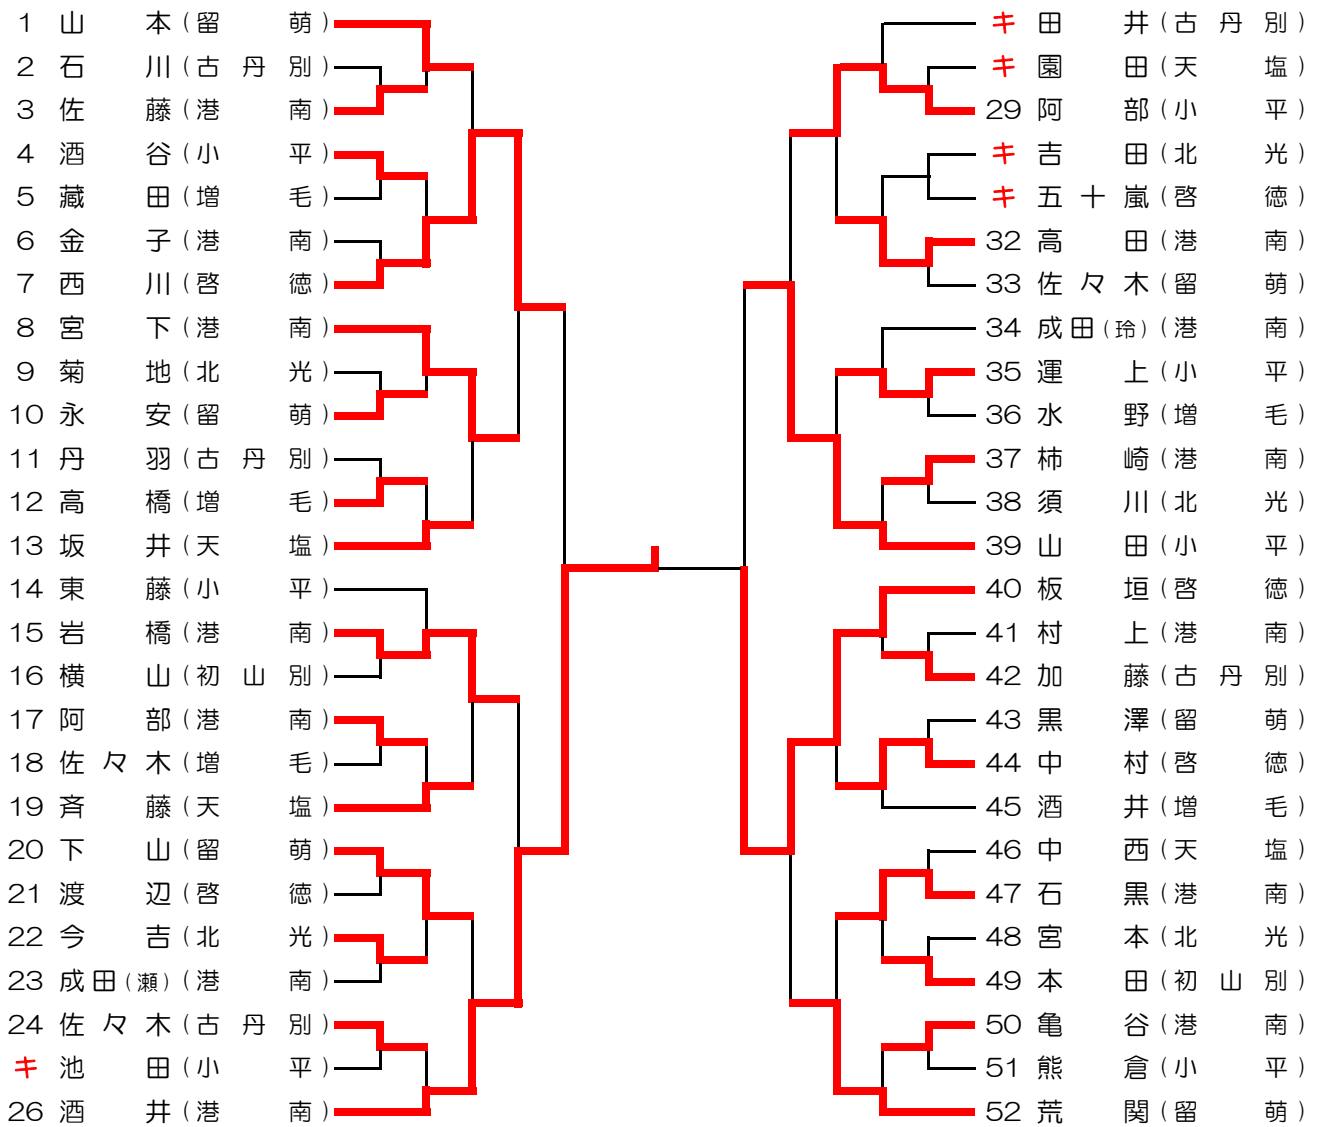 1 山本(留萌)
2 石川(古丹別)
3 佐藤(港南)
4 酒谷(小平)
5 藏田(増毛)
6 金子(港南)
7 西川(啓徳)
8 宮下(港南)
9 菊地(北光)
10 永安(留萌)
11 丹羽(古丹別)
12 高橋(増毛)
13 坂井(天塩)
14 東藤(小平)
15 岩橋(港南)
16 横山(初山別)
17 阿部(港南)
18 佐々木(増毛)
19 斉藤(天塩)
20 下山(留萌)
21 渡辺(啓徳)
22 今吉(北光)
23 成田(瀬)(港南)
24 佐々木(古丹別)
キ 池田(小平)
26 酒井(港南)
キ 田井(古丹別)
キ 園田(天塩)
29 阿部(小平)
キ 吉田(北光)
キ 五十嵐(啓徳)
32 高田(港南)
33 佐々木(留萌)
34 成田(玲)(港南)
35 運上(小平)
36 水野(増毛)
37 柿崎(港南)
38 須川(北光)
39 山田(小平)
40 板垣(啓徳)
41 村上(港南)
42 加藤(古丹別)
43 黒澤(留萌)
44 中村(啓徳)
45 酒井(増毛)
46 中西(天塩)
47 石黒(港南)
48 宮本(北光)
49 本田(初山別)
50 亀谷(港南)
51 熊倉(小平)
52 荒関(留萌)